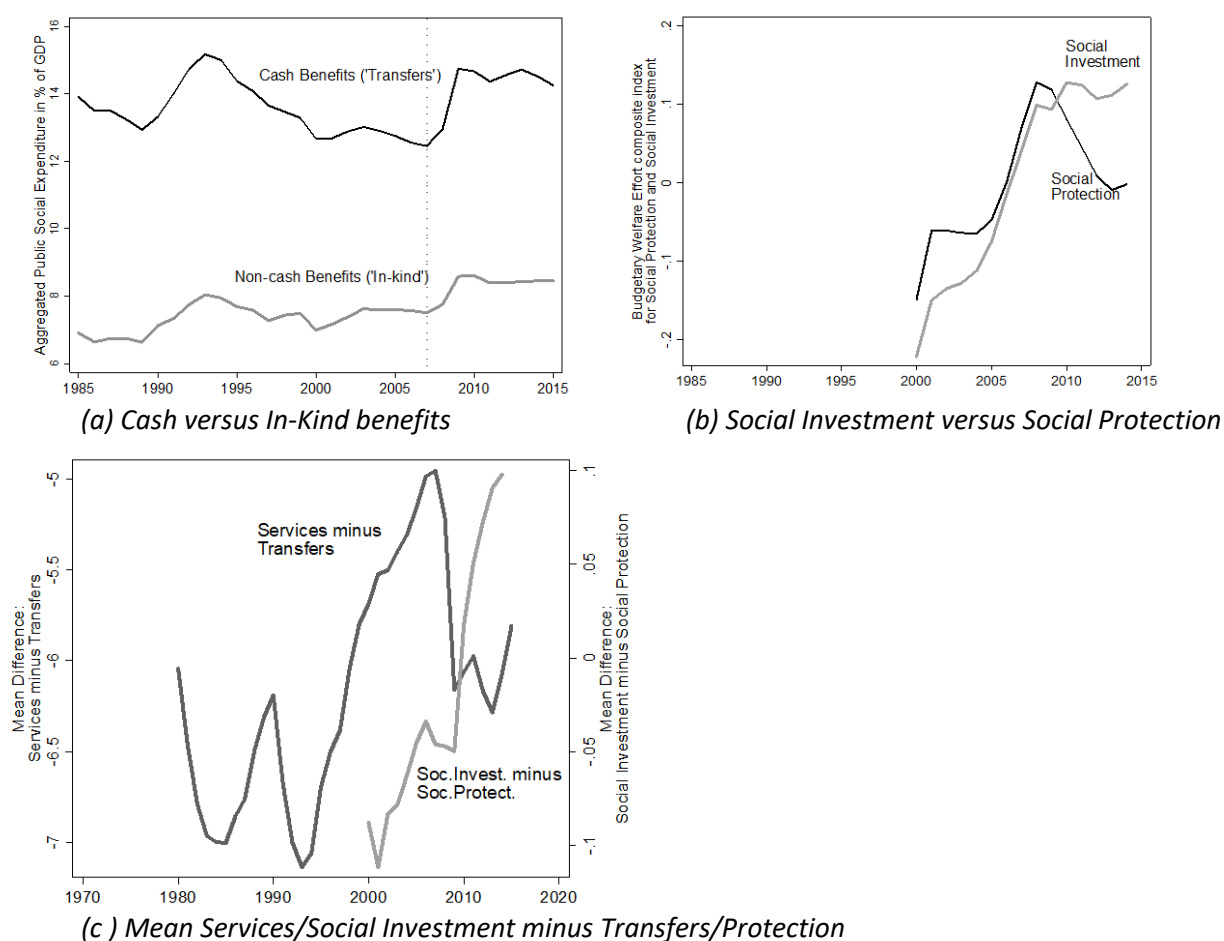 Aggregated Public Social Expenditure in % of GDP
16
14
12
10
8
6
Cash Benefits ('Transfers')
Non-cash Benefits ('In-kind')
1985 1990 1995 2000 2005 2010 2015
(a) Cash versus In-Kind benefits
Budgetary Welfare Effort composite index
for Social Protection and Social Investment
.2
0.1
0
-.1
-.2
Social
Investment
Social
Protection
1985 1990 1995 2000 2005 2010 2015
(b) Social Investment versus Social Protection
Mean Difference:
Services minus Transfers
-5
-5.5
-6
-6.5
-7
Services minus
Transfers
Soc.Invest. minus
Soc.Protect.
.1
.05
0
-.05
-.1
Mean Difference:
Social Investment minus Social Protection
1970 1980 1990 2000 2010 2020
(c ) Mean Services/Social Investment minus Transfers/Protection